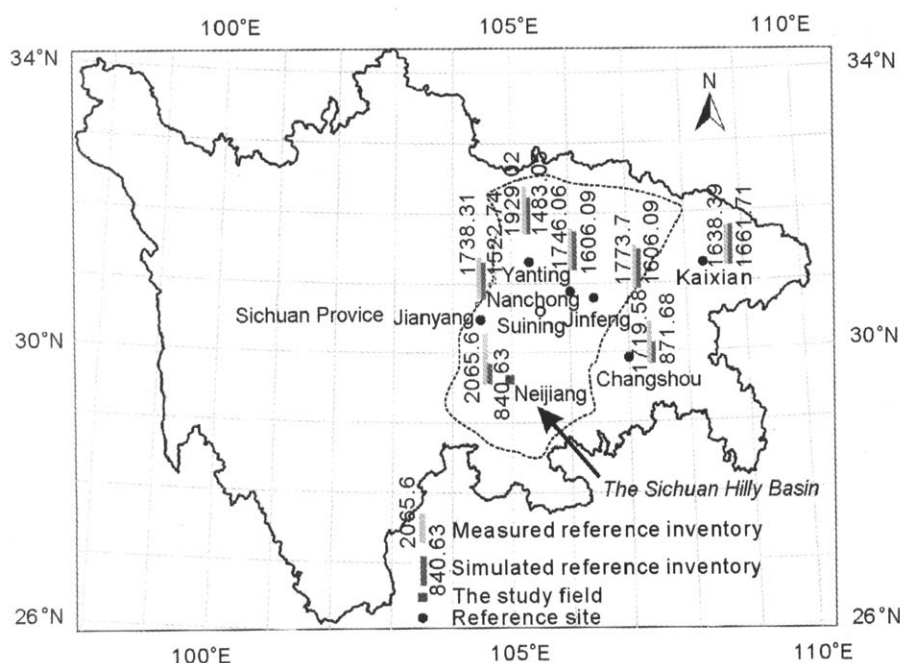 100°E 105°E 110°E
34°N 34°N
N
1929.02
1483.05
1738.31
1522.74
1746.06
1606.09
1773.7
1606.09
1638.39
1661.71
Yanting
Kaixian
Nanchong
30°N Sichuan Provice Jianyang Suining Jinfeng 30°N
1719.58
871.68
2065.6
840.63
Changshou
Neijiang
The Sichuan Hilly Basin
2065.6
Measured reference inventory
840.63
Simulated reference inventory
The study field
Reference site
26°N 26°N
100°E 105°E 110°E